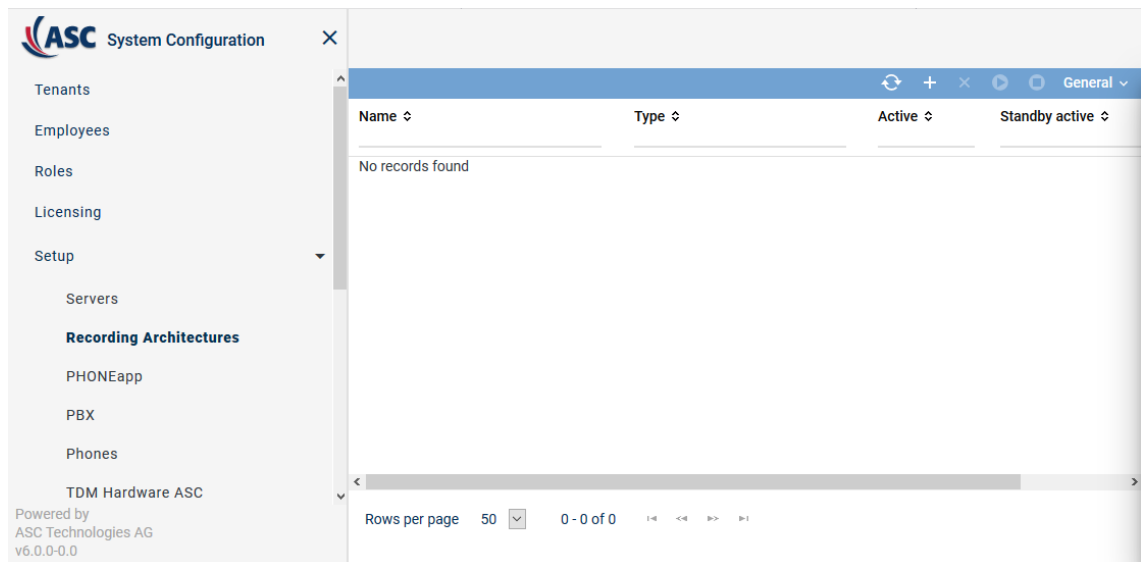 ASC System Configuration
Tenants
Employees
Roles
Licensing
Setup
Servers
Recording Architectures
PHONEapp
PBX
Phones
TDM Hardware ASC
Powered by
ASC Technologies AG
v6.0.0-0.0
General
Name Type Active Standby active
No records found
Rows per page 50 0 - 0 of 0